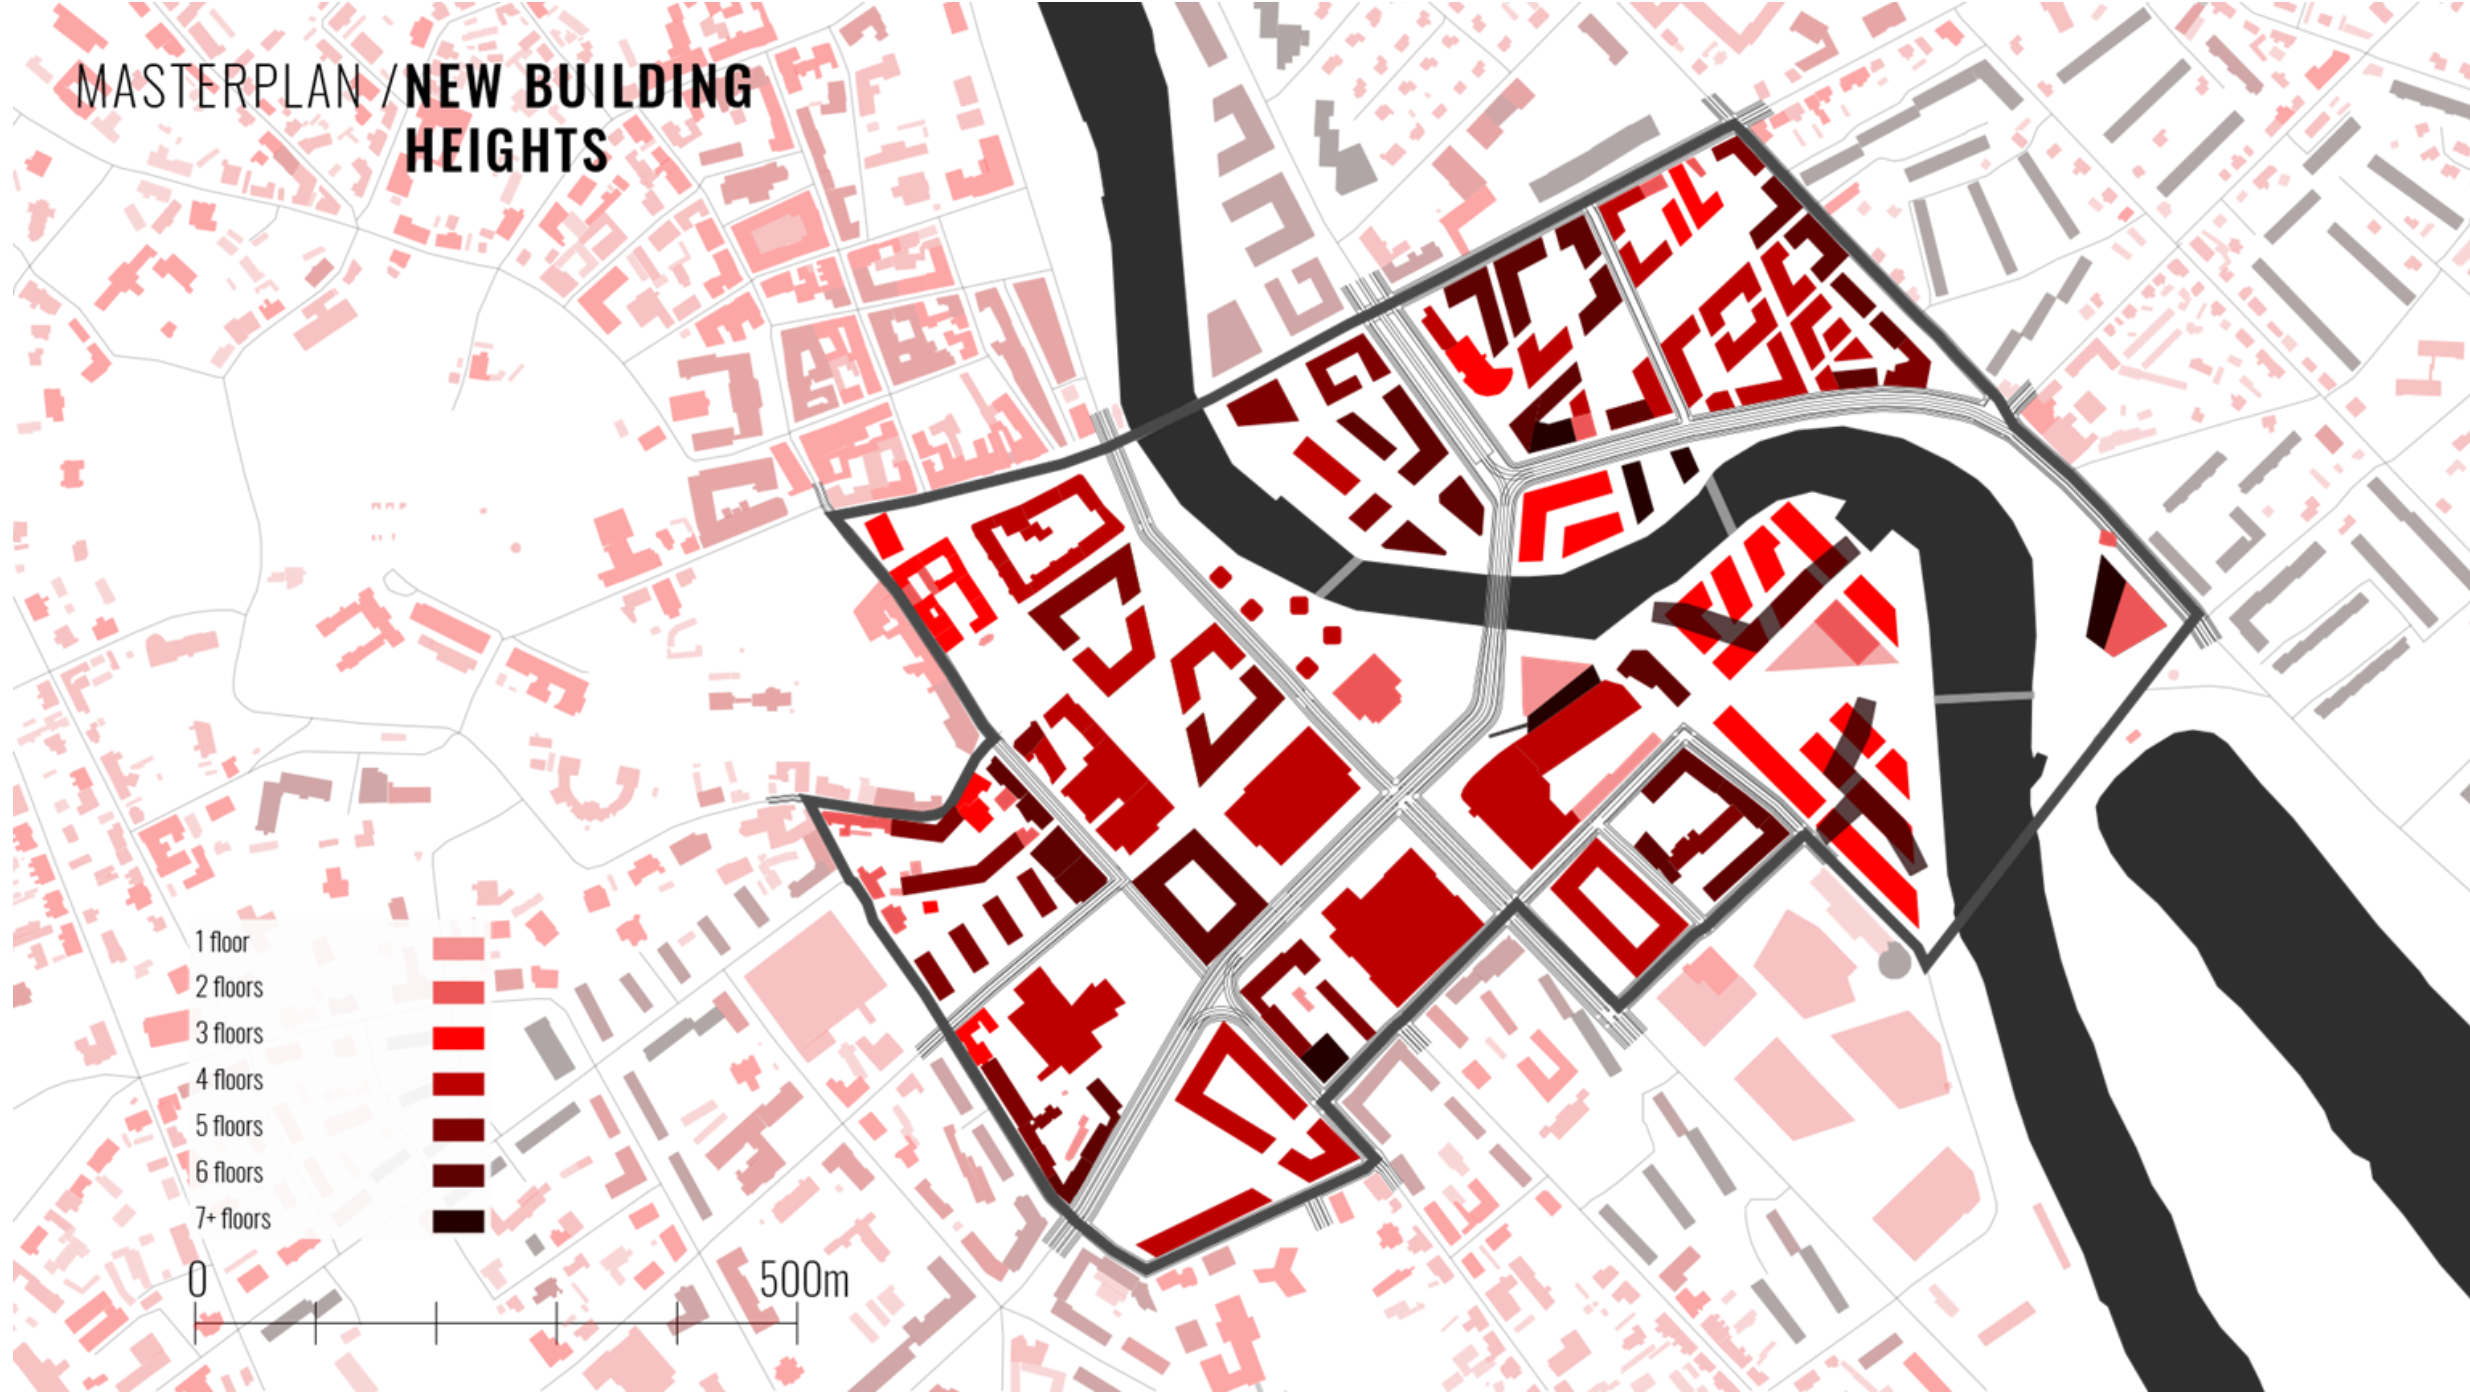 MASTERPLAN / NEW BUILDING
HEIGHTS
1 floor
2 floors
3 floors
4 floors
5 floors
6 floors
7+ floors
0
500m